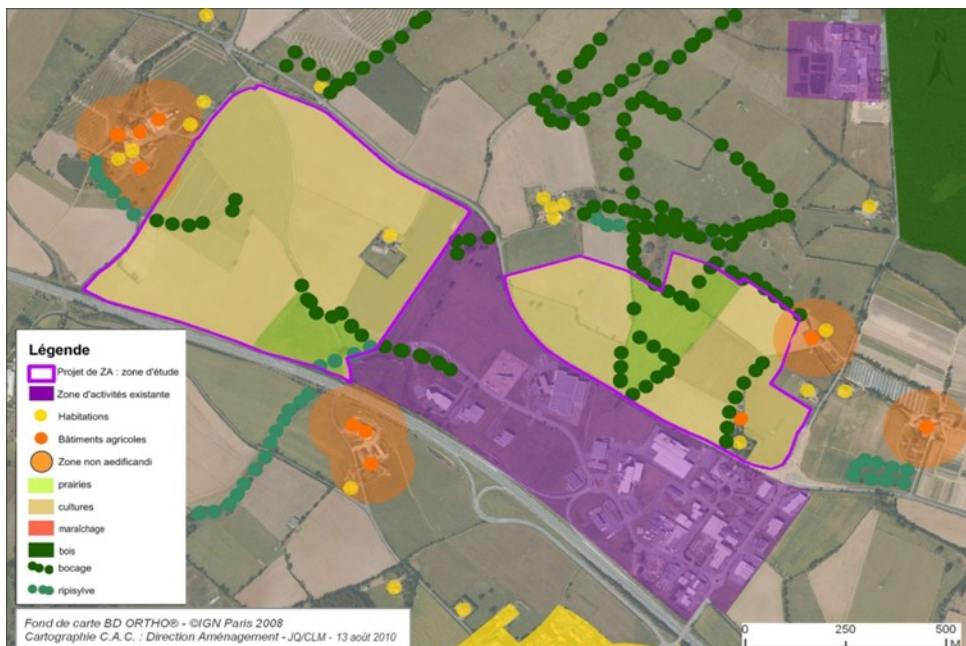 N
Légende
Projet de ZA : zone d'étude
Zone d'activités existante
Habitations
Bâtiments agricoles
Zone non aedificandi
prairies
cultures
maraîchage
bois
bocage
ripisylve
Fond de carte BD ORTHO® - ©IGN Paris 2008
Cartographie C.A.C. : Direction Aménagement - JQ/CLM - 13 août 2010
0 250 500
M